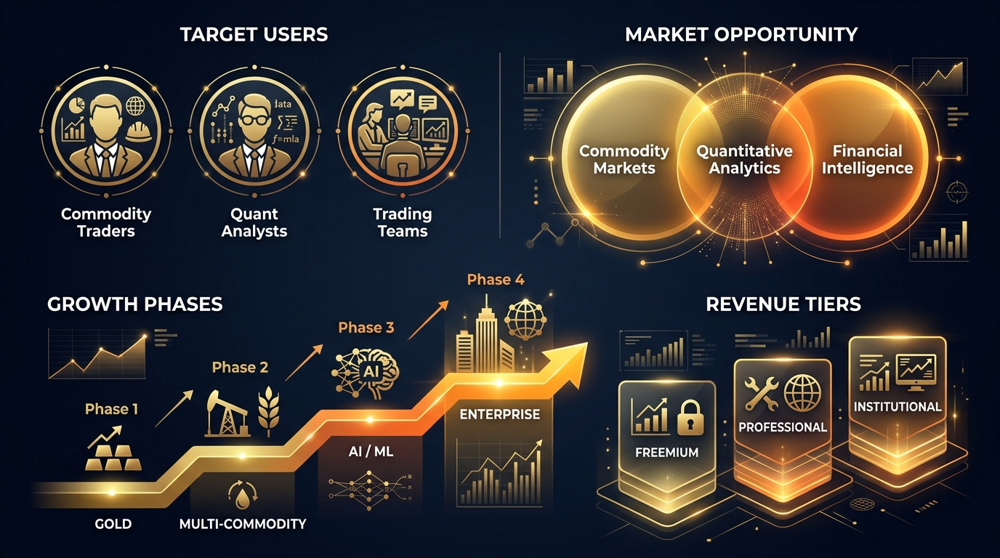 TARGET USERS
Commodity
Traders
Quant
Analysts
Trading
Teams
MARKET OPPORTUNITY
Commodity
Markets
Quantitative
Analytics
Financial
Intelligence
GROWTH PHASES
Phase 1
GOLD
Phase 2
MULTI-COMMODITY
Phase 3
AI
AI / ML
Phase 4
ENTERPRISE
REVENUE TIERS
FREEMIUM
PROFESSIONAL
INSTITUTIONAL